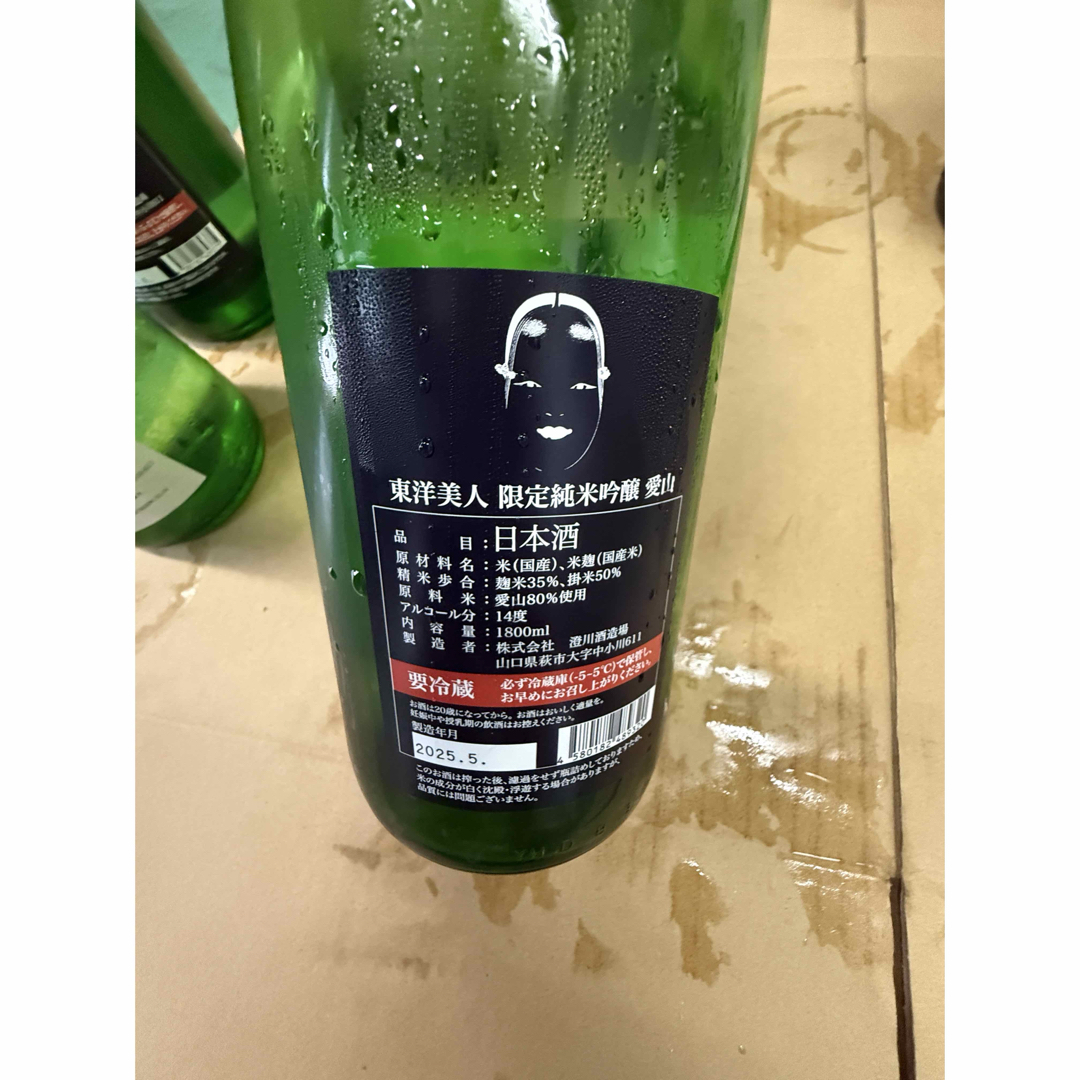 東洋美人 限定純米吟醸 愛山
品目：日本酒
原材料名：米（国産）、米麹（国産米）
精米歩合：麹米35%、掛米50%
原料米：愛山80%使用
アルコール分：14度
内容量：1800ml
製造者：株式会社 澄川酒造場
山口県萩市大字中小川611
要冷蔵
必ず冷蔵庫（-5-5℃）で保管し、
お早めにお召し上がりください。
お酒は20歳になってから。お酒はおいしく適量を。
妊娠中や授乳期の飲酒はお控えください。
製造年月
2025.5.
このお酒は搾った後、濾過をせず瓶詰めしておりますため、
米の成分が白く沈殿・浮遊する場合がありますが、
品質には問題ございません。